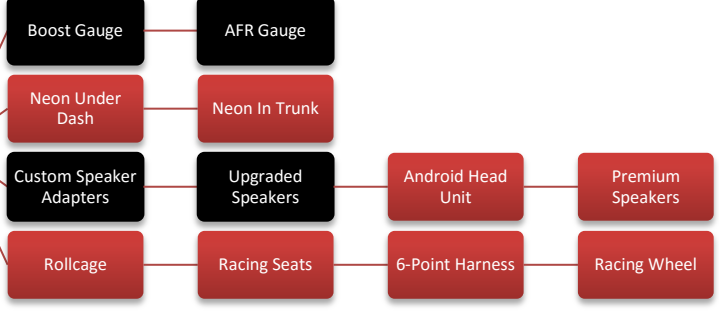 Boost Gauge
AFR Gauge
Neon Under
Dash
Neon In Trunk
Custom Speaker
Adapters
Upgraded
Speakers
Android Head
Unit
Premium
Speakers
Rollcage
Racing Seats
6-Point Harness
Racing Wheel